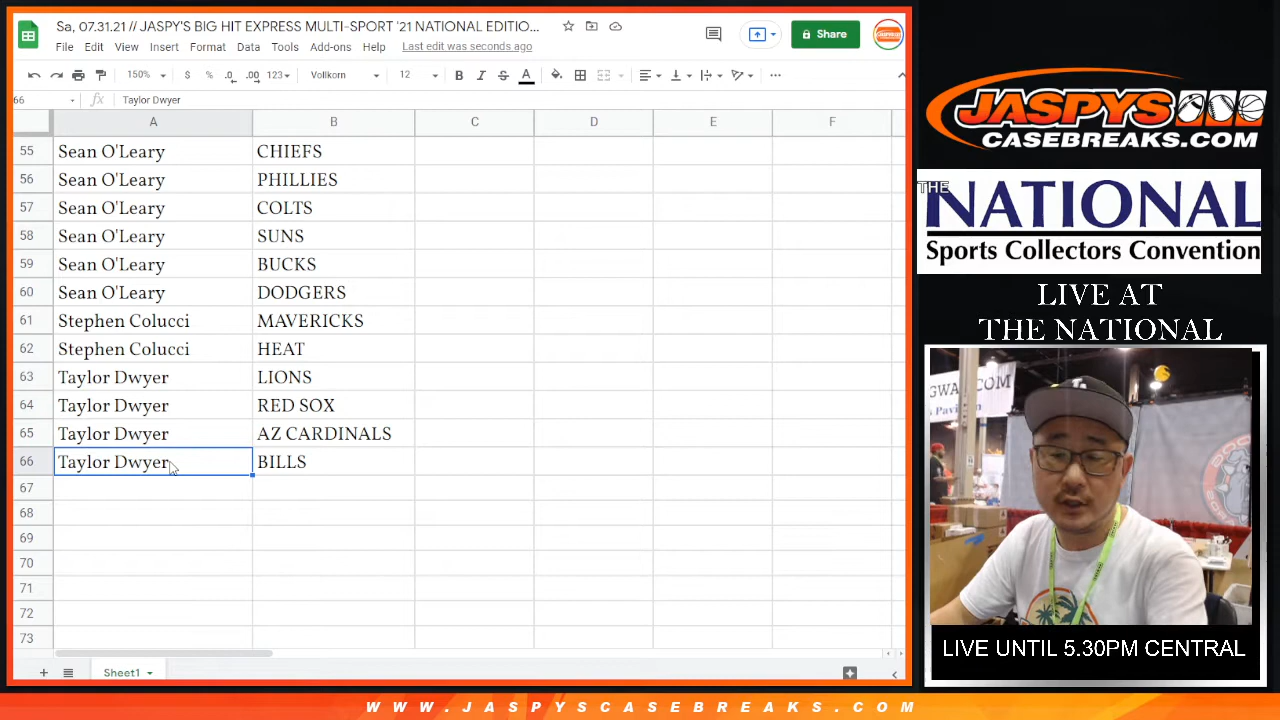 Sa, 07.31.21 // JASPY'S BIG HIT EXPRESS MULTI-SPORT '21 NATIONAL EDITIO...
File Edit View Insert Format Data Tools Add-ons Help Last edit was seconds ago
Share
150% $ % .0 .00 123 Vollkorn 12 B I S A
66 fx Taylor Dwyer
A B C D E F
55 Sean O'Leary CHIEFS
56 Sean O'Leary PHILLIES
57 Sean O'Leary COLTS
58 Sean O'Leary SUNS
59 Sean O'Leary BUCKS
60 Sean O'Leary DODGERS
61 Stephen Colucci MAVERICKS
62 Stephen Colucci HEAT
63 Taylor Dwyer LIONS
64 Taylor Dwyer RED SOX
65 Taylor Dwyer AZ CARDINALS
66 Taylor Dwyer BILLS
67
68
69
70
71
72
73
Sheet1
JASPYS
CASEBREAKS.COM
THE
NATIONAL
Sports Collectors Convention
LIVE AT
THE NATIONAL
LIVE UNTIL 5.30PM CENTRAL
WWW.JASPYSCASEBREAKS.COM